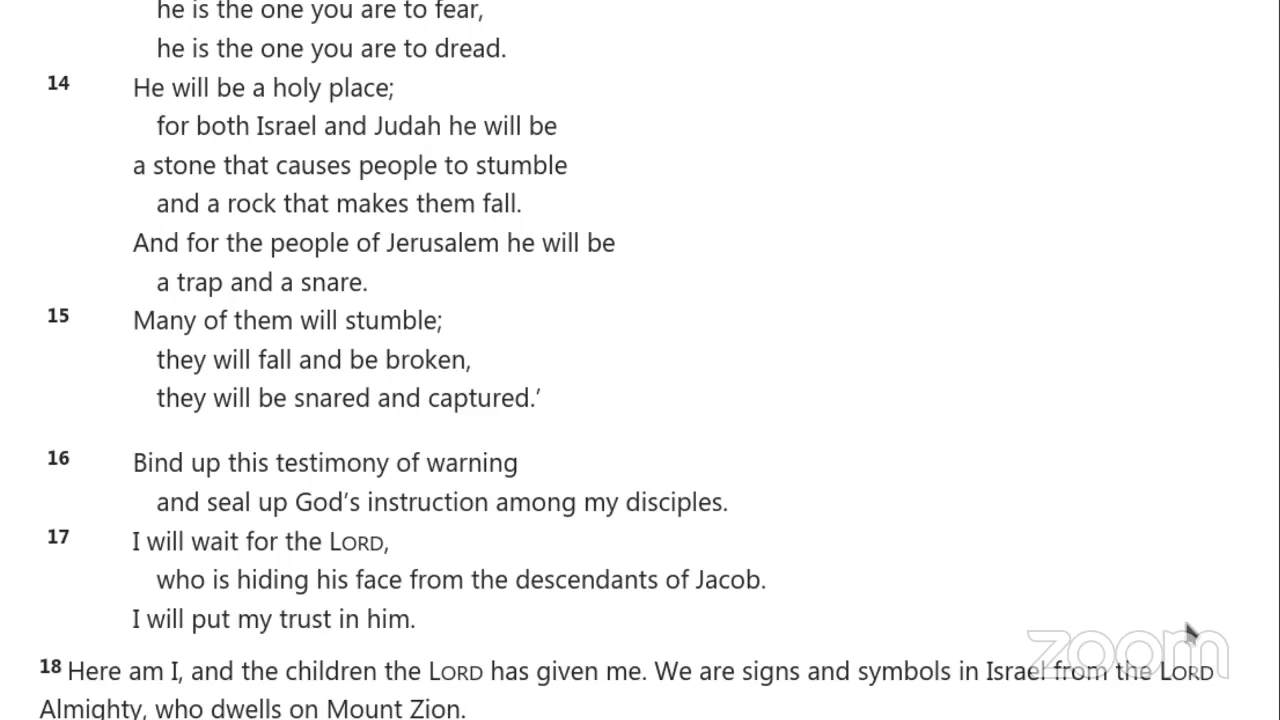 he is the one you are to fear,
he is the one you are to dread.
14 He will be a holy place;
for both Israel and Judah he will be
a stone that causes people to stumble
and a rock that makes them fall.
And for the people of Jerusalem he will be
a trap and a snare.
15 Many of them will stumble;
they will fall and be broken,
they will be snared and captured.’
16 Bind up this testimony of warning
and seal up God’s instruction among my disciples.
17 I will wait for the LORD,
who is hiding his face from the descendants of Jacob.
I will put my trust in him.
18 Here am I, and the children the LORD has given me. We are signs and symbols in Israel from the LORD
Almighty, who dwells on Mount Zion.
zoom